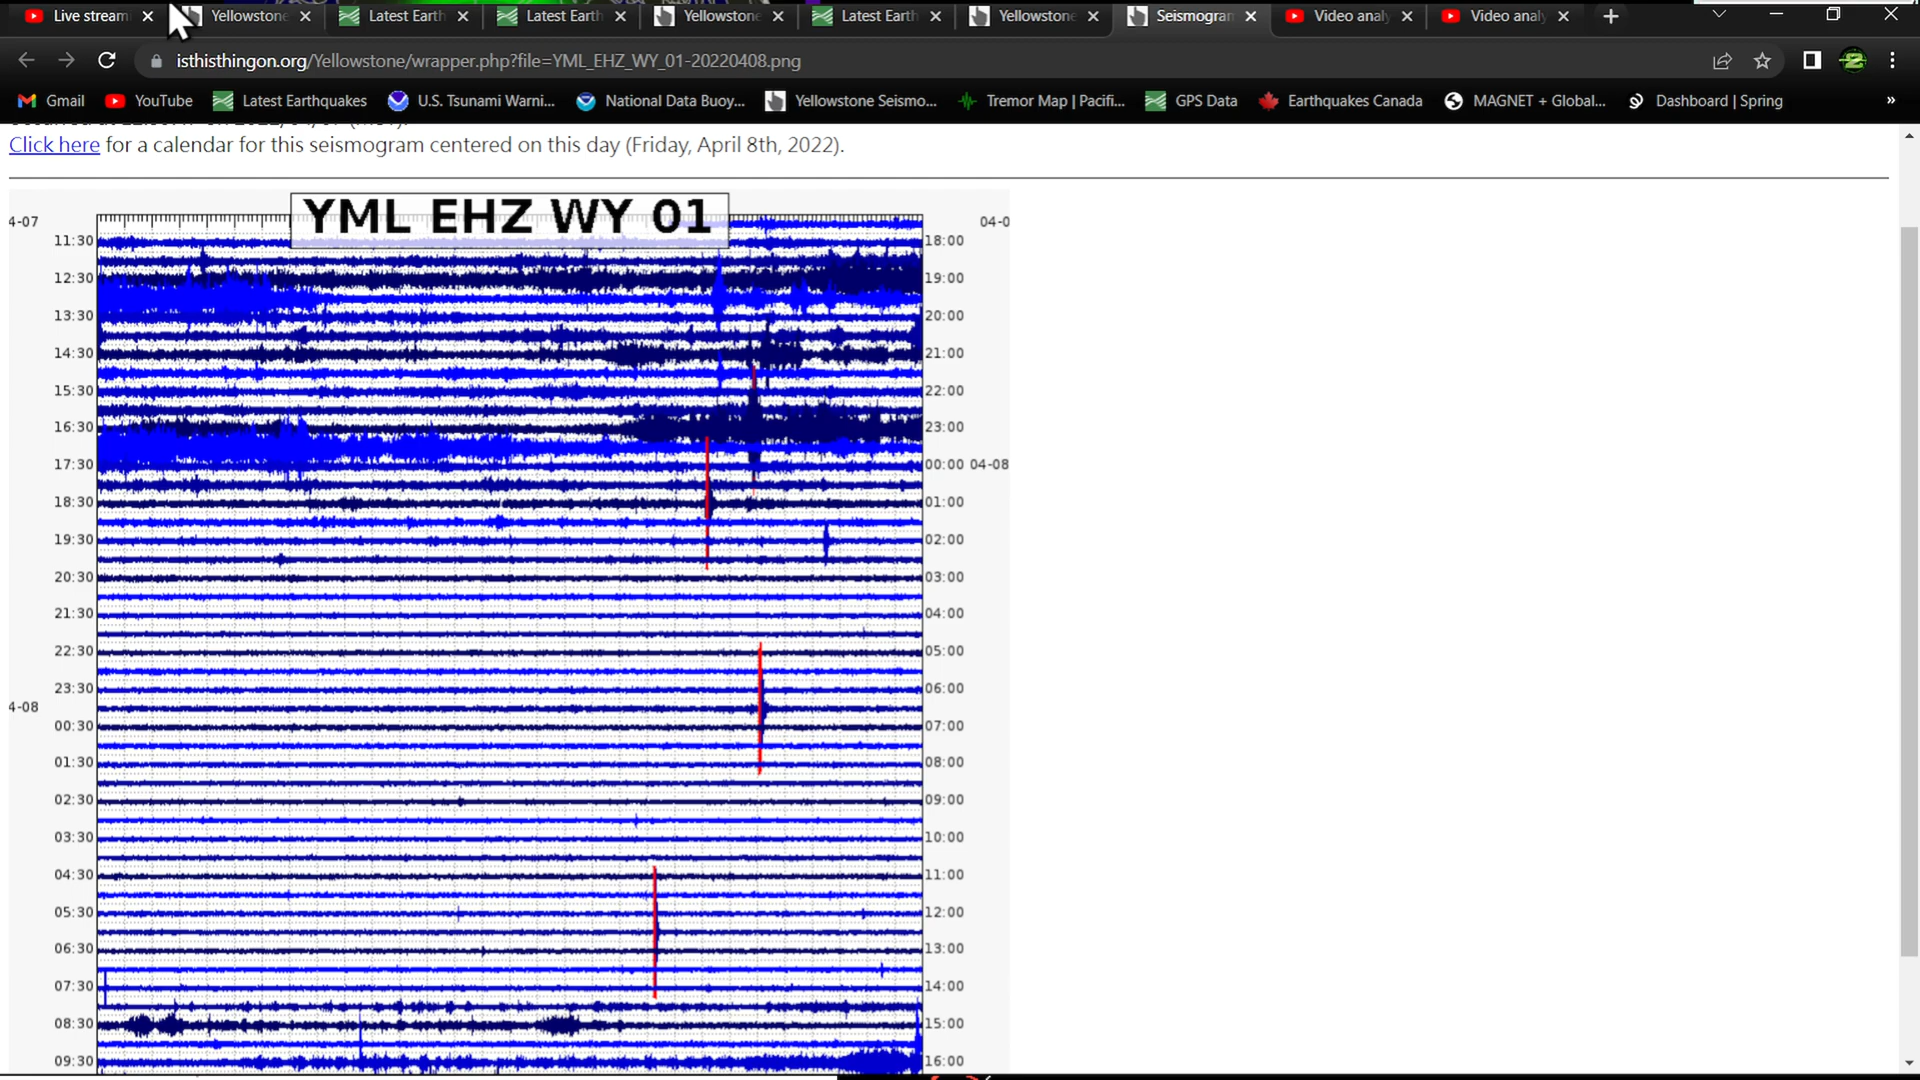 Live stream
Yellowstone
Latest Earth
Latest Earth
Yellowstone
Latest Earth
Yellowstone
Seismogram
Video analy
Video analy
isthisthingon.org/Yellowstone/wrapper.php?file=YML_EHZ_WY_01-20220408.png
Gmail
YouTube
Latest Earthquakes
U.S. Tsunami Warni...
National Data Buoy...
Yellowstone Seismo...
Tremor Map | Pacifi...
GPS Data
Earthquakes Canada
MAGNET + Global...
Dashboard | Spring
»
Click here for a calendar for this seismogram centered on this day (Friday, April 8th, 2022).
YML EHZ WY 01
4-07 04-0
11:30 18:00
12:30 19:00
13:30 20:00
14:30 21:00
15:30 22:00
16:30 23:00
17:30 00:00 04-08
18:30 01:00
19:30 02:00
20:30 03:00
21:30 04:00
22:30 05:00
23:30 06:00
4-08
00:30 07:00
01:30 08:00
02:30 09:00
03:30 10:00
04:30 11:00
05:30 12:00
06:30 13:00
07:30 14:00
08:30 15:00
09:30 16:00